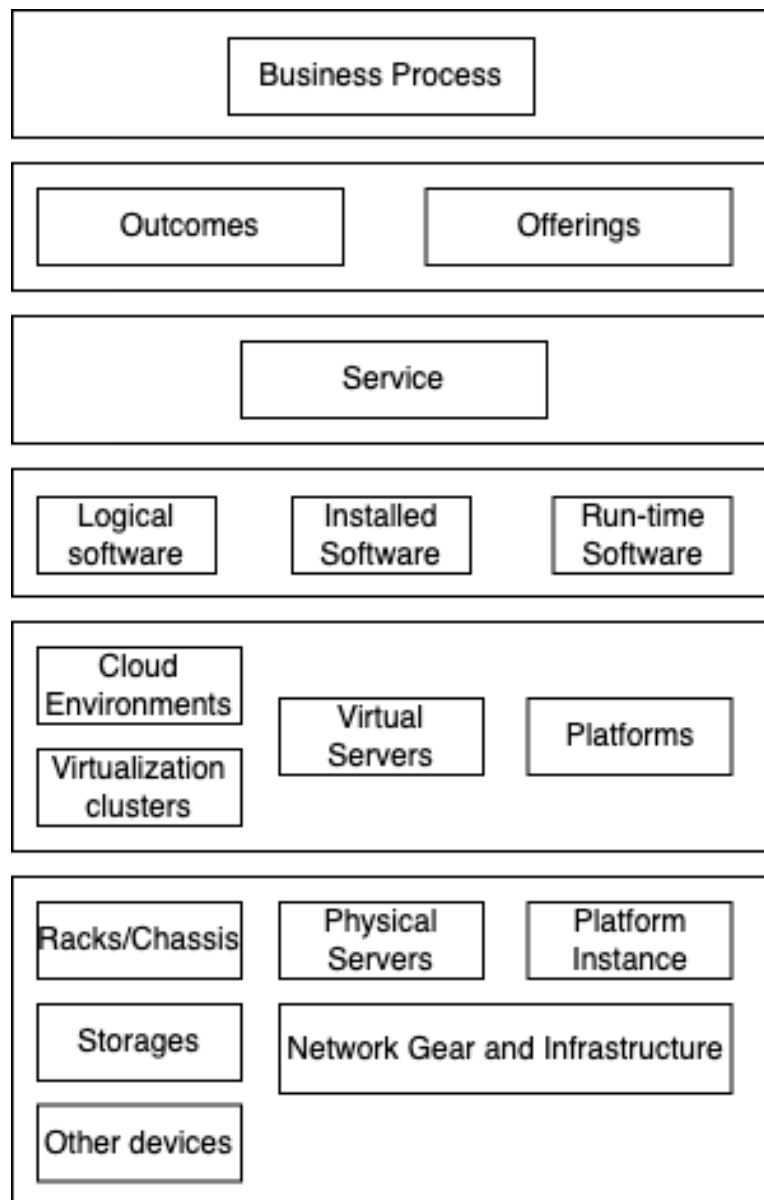 Business Process
Outcomes
Offerings
Service
Logical
software
Installed
Software
Run-time
Software
Cloud
Environments
Virtualization
clusters
Virtual
Servers
Platforms
Racks/Chassis
Physical
Servers
Platform
Instance
Storages
Network Gear and Infrastructure
Other devices